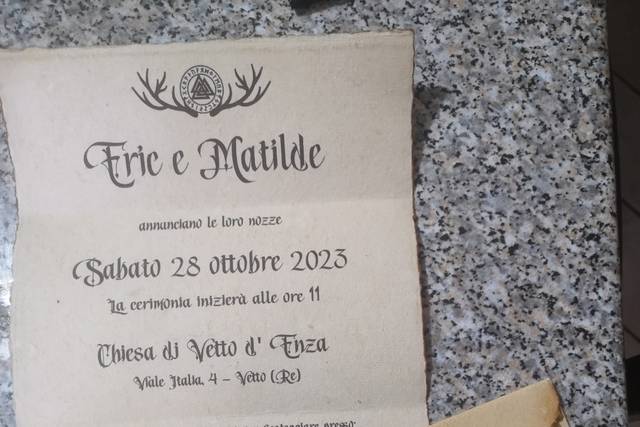 Eric e Matilde
annunciano le loro nozze
Sabato 28 ottobre 2023
La cerimonia inizierà alle ore 11
Chiesa di Vetto d' Enza
Viale Italia, 4 - Vetto (Re)
presso: